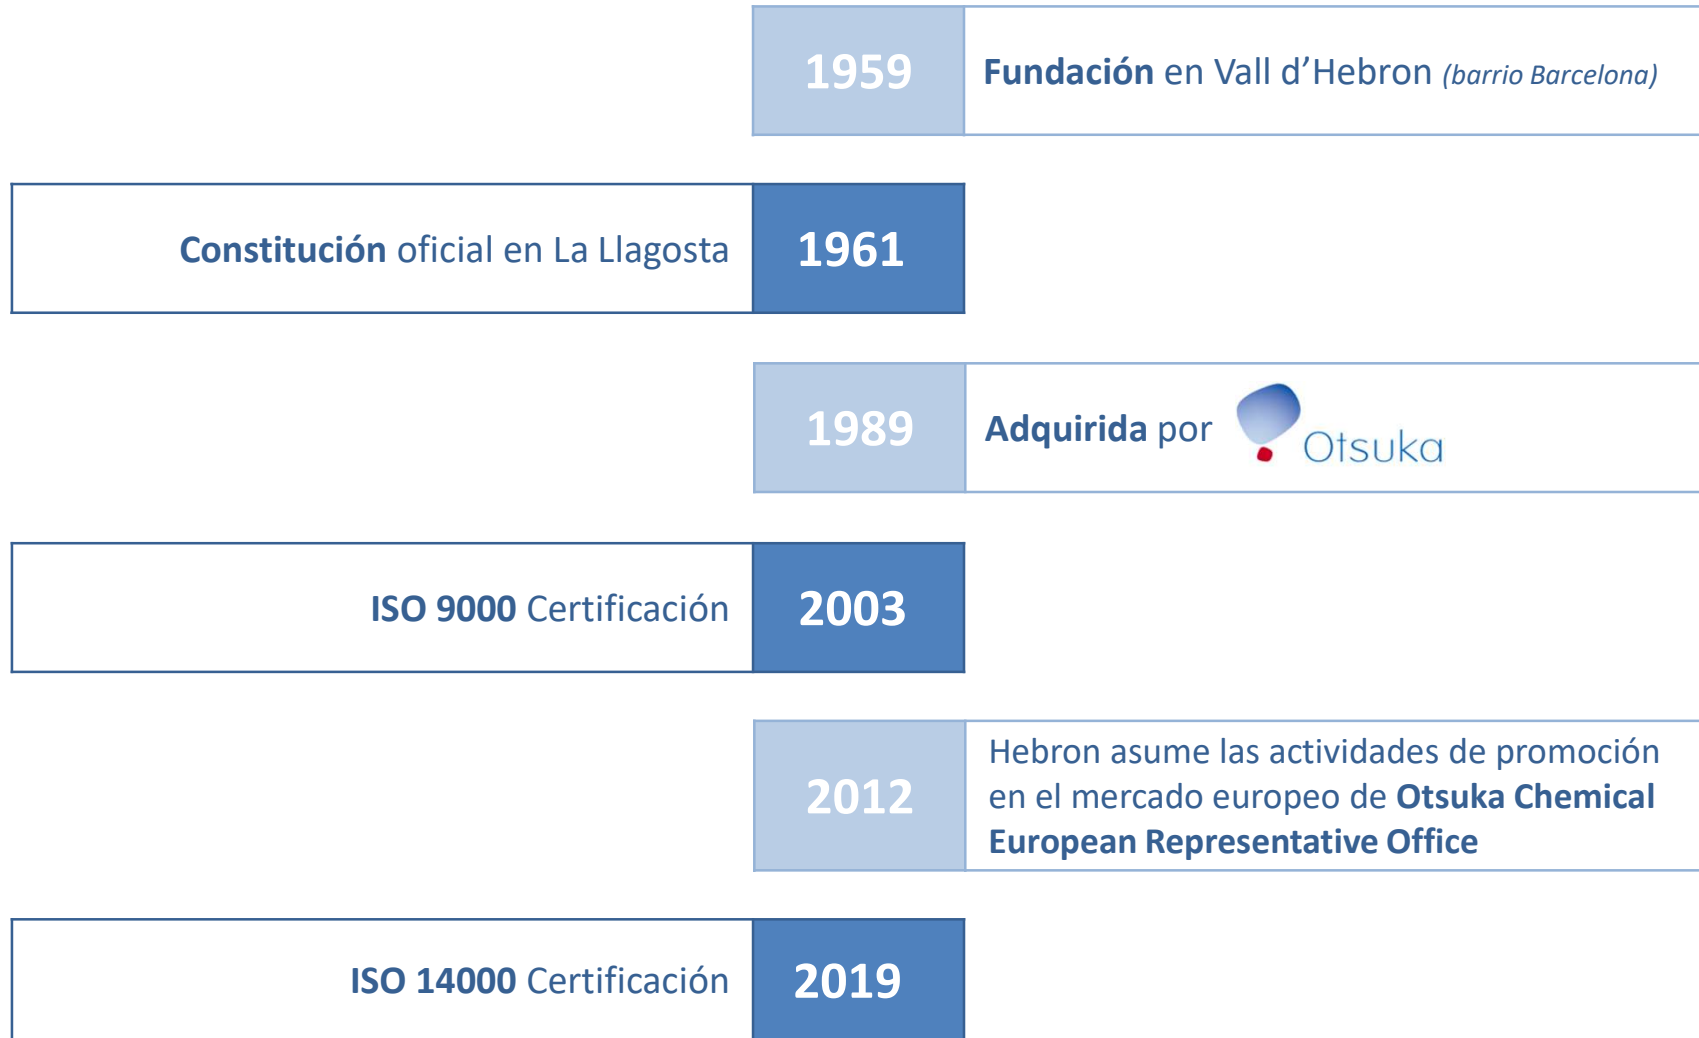 1959
Fundación en Vall d’Hebron (barrio Barcelona)
Constitución oficial en La Llagosta
1961
1989
Adquirida por
Otsuka
ISO 9000 Certificación
2003
2012
Hebron asume las actividades de promoción
en el mercado europeo de Otsuka Chemical
European Representative Office
ISO 14000 Certificación
2019